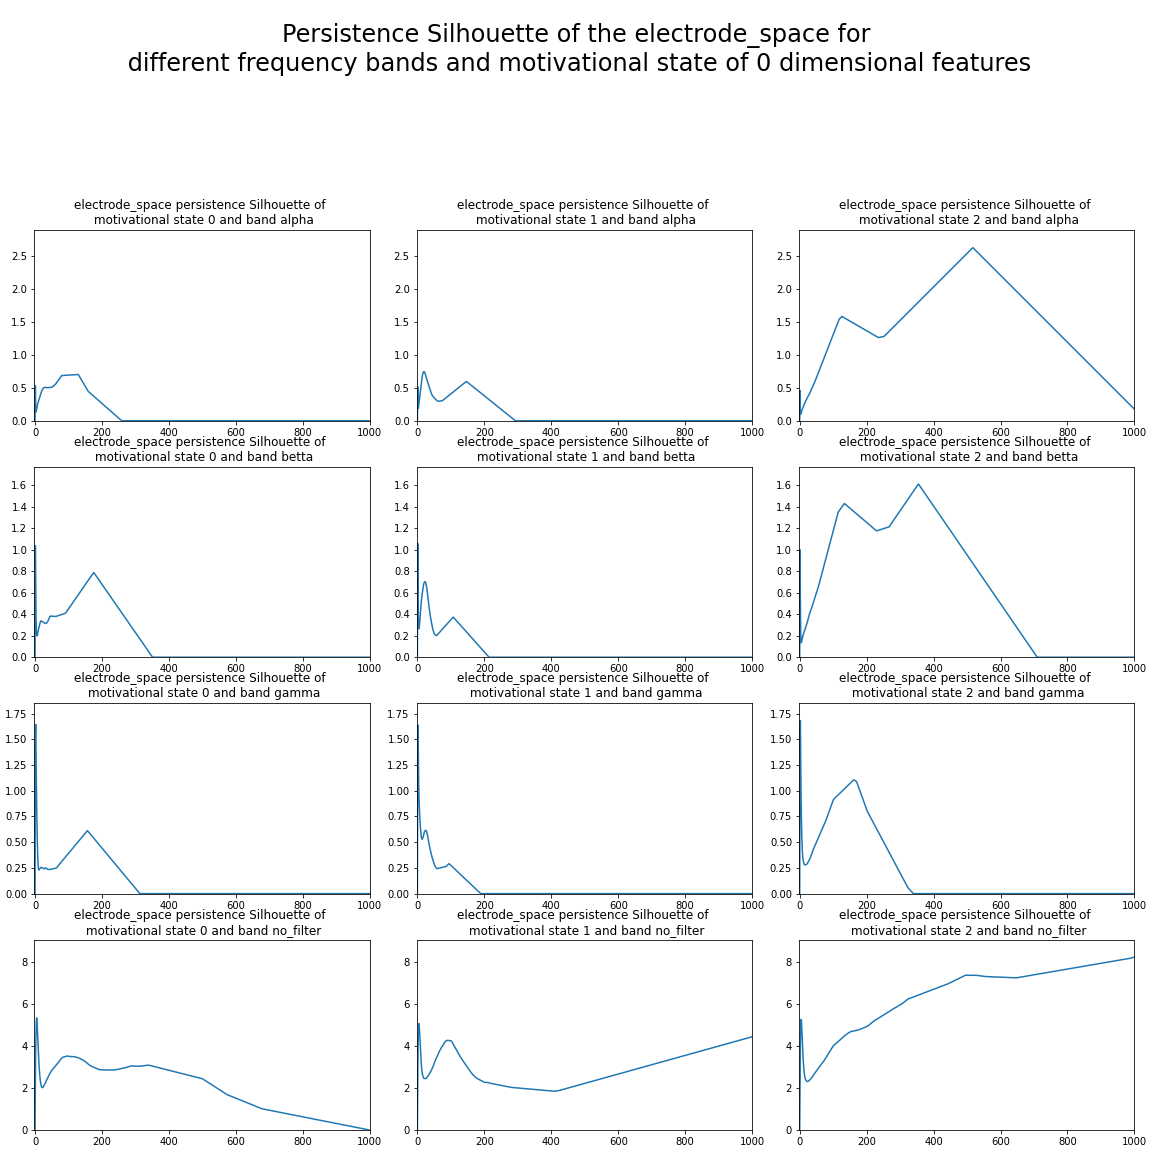 Persistence Silhouette of the electrode_space for
different frequency bands and motivational state of 0 dimensional features
electrode_space persistence Silhouette of
motivational state 0 and band alpha
electrode_space persistence Silhouette of
motivational state 1 and band alpha
electrode_space persistence Silhouette of
motivational state 2 and band alpha
2.5
2.0
1.5
1.0
0.5
0.0
0 200 400 600 800 1000
2.5
2.0
1.5
1.0
0.5
0.0
0 200 400 600 800 1000
2.5
2.0
1.5
1.0
0.5
0.0
0 200 400 600 800 1000
electrode_space persistence Silhouette of
motivational state 0 and band betta
electrode_space persistence Silhouette of
motivational state 1 and band betta
electrode_space persistence Silhouette of
motivational state 2 and band betta
1.6
1.4
1.2
1.0
0.8
0.6
0.4
0.2
0.0
0 200 400 600 800 1000
1.6
1.4
1.2
1.0
0.8
0.6
0.4
0.2
0.0
0 200 400 600 800 1000
1.6
1.4
1.2
1.0
0.8
0.6
0.4
0.2
0.0
0 200 400 600 800 1000
electrode_space persistence Silhouette of
motivational state 0 and band gamma
electrode_space persistence Silhouette of
motivational state 1 and band gamma
electrode_space persistence Silhouette of
motivational state 2 and band gamma
1.75
1.50
1.25
1.00
0.75
0.50
0.25
0.00
0 200 400 600 800 1000
1.75
1.50
1.25
1.00
0.75
0.50
0.25
0.00
0 200 400 600 800 1000
1.75
1.50
1.25
1.00
0.75
0.50
0.25
0.00
0 200 400 600 800 1000
electrode_space persistence Silhouette of
motivational state 0 and band no_filter
electrode_space persistence Silhouette of
motivational state 1 and band no_filter
electrode_space persistence Silhouette of
motivational state 2 and band no_filter
8
6
4
2
0
0 200 400 600 800 1000
8
6
4
2
0
0 200 400 600 800 1000
8
6
4
2
0
0 200 400 600 800 1000